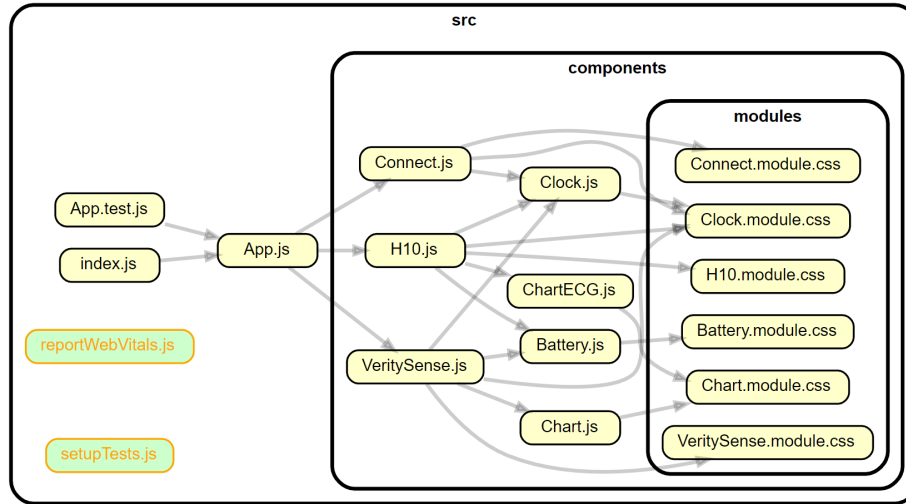 src
components
modules
Connect.js
Connect.module.css
Clock.js
App.test.js
Clock.module.css
App.js
H10.js
index.js
H10.module.css
ChartECG.js
reportWebVitals.js
Battery.js
Battery.module.css
VeritySense.js
Chart.module.css
Chart.js
VeritySense.module.css
setupTests.js